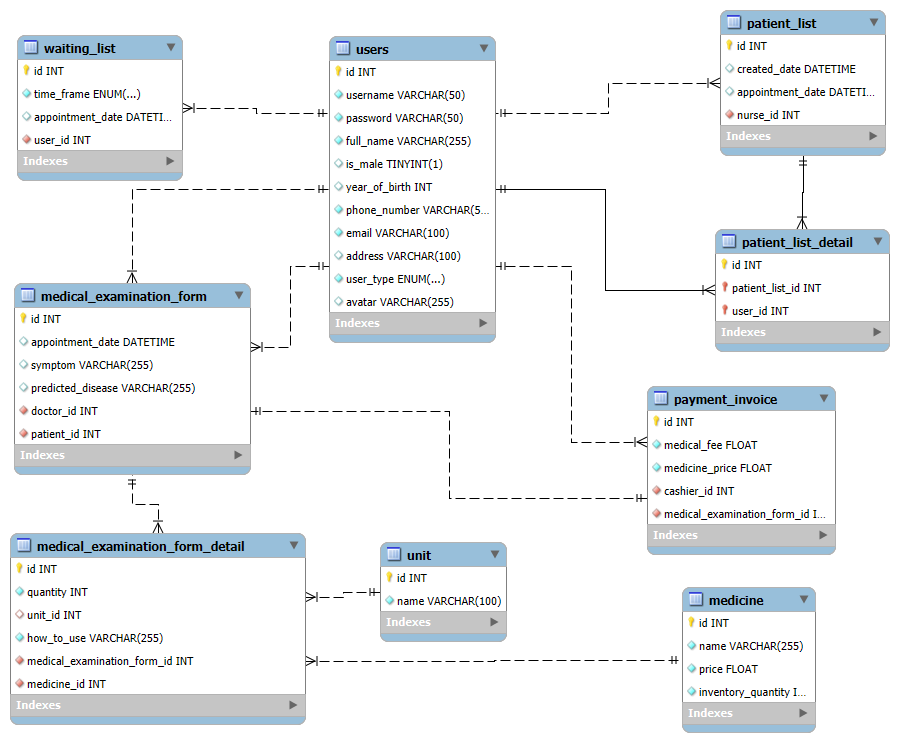 waiting_list
id INT
time_frame ENUM(...)
appointment_date DATETI...
user_id INT
Indexes
users
id INT
username VARCHAR(50)
password VARCHAR(50)
full_name VARCHAR(255)
is_male TINYINT(1)
year_of_birth INT
phone_number VARCHAR(5...
email VARCHAR(100)
address VARCHAR(100)
user_type ENUM(...)
avatar VARCHAR(255)
Indexes
patient_list
id INT
created_date DATETIME
appointment_date DATETI...
nurse_id INT
Indexes
patient_list_detail
id INT
patient_list_id INT
user_id INT
Indexes
medical_examination_form
id INT
appointment_date DATETIME
symptom VARCHAR(255)
predicted_disease VARCHAR(255)
doctor_id INT
patient_id INT
Indexes
payment_invoice
id INT
medical_fee FLOAT
medicine_price FLOAT
cashier_id INT
medical_examination_form_id I...
Indexes
medical_examination_form_detail
id INT
quantity INT
unit_id INT
how_to_use VARCHAR(255)
medical_examination_form_id INT
medicine_id INT
Indexes
unit
id INT
name VARCHAR(100)
Indexes
medicine
id INT
name VARCHAR(255)
price FLOAT
inventory_quantity I...
Indexes